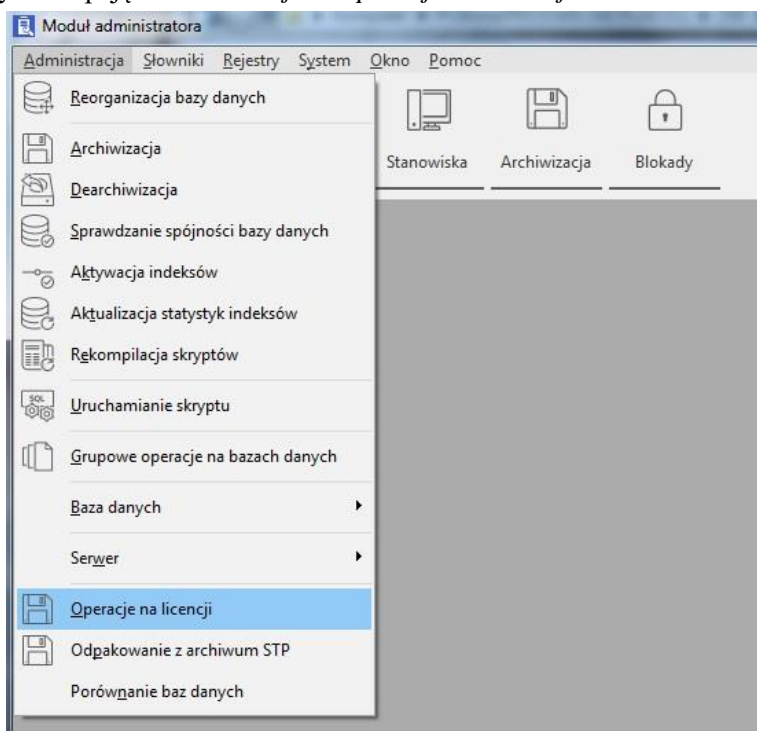 Moduł administratora
Administracja Słowniki Rejestry System Okno Pomoc
Reorganizacja bazy danych
Archiwizacja
Dearchiwizacja
Sprawdzanie spójności bazy danych
Aktywacja indeksów
Aktualizacja statystyk indeksów
Rekompilacja skryptów
SQL
Uruchamianie skryptu
Grupowe operacje na bazach danych
Baza danych
Serwer
Operacje na licencji
Odpakowanie z archiwum STP
Porównanie baz danych
Stanowiska Archiwizacja Blokady